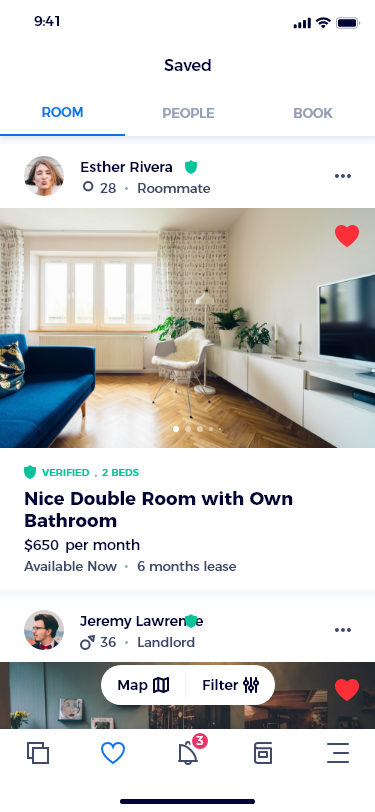 9:41
Saved
ROOM PEOPLE BOOK
Esther Rivera
28 • Roommate
VERIFIED . 2 BEDS
Nice Double Room with Own
Bathroom
$650 per month
Available Now • 6 months lease
Jeremy Lawrence
36 • Landlord
Map Filter
3